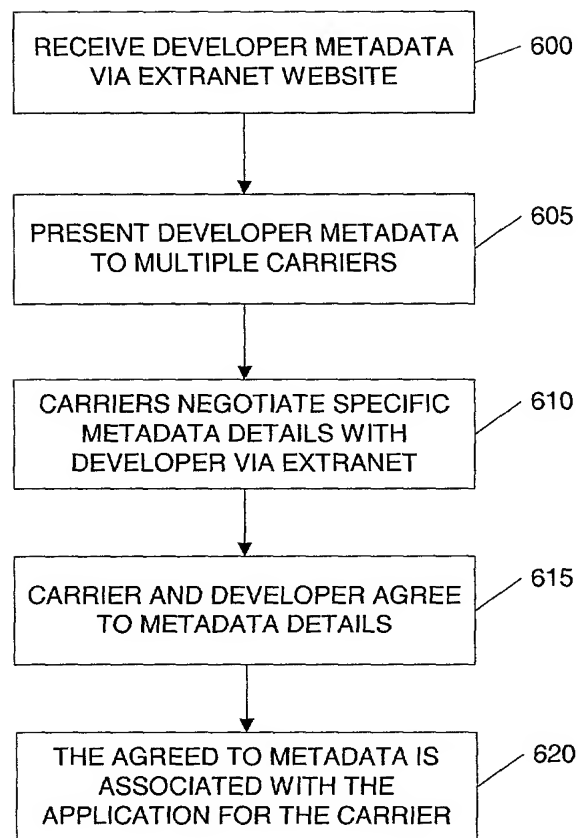 RECEIVE DEVELOPER METADATA
VIA EXTRANET WEBSITE
600
PRESENT DEVELOPER METADATA
TO MULTIPLE CARRIERS
605
CARRIERS NEGOTIATE SPECIFIC
METADATA DETAILS WITH
DEVELOPER VIA EXTRANET
610
CARRIER AND DEVELOPER AGREE
TO METADATA DETAILS
615
THE AGREED TO METADATA IS
ASSOCIATED WITH THE
APPLICATION FOR THE CARRIER
620